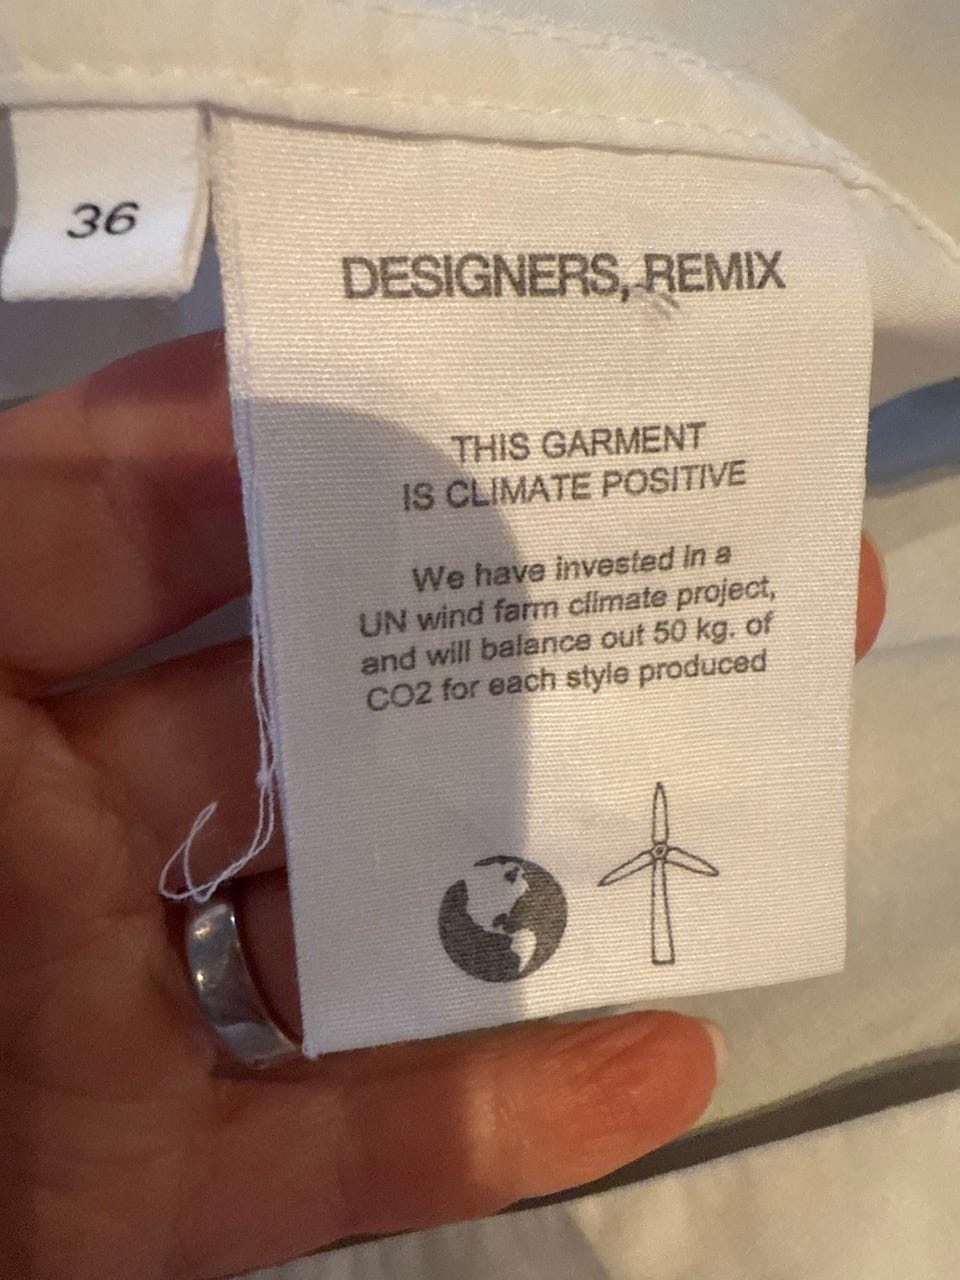 36
DESIGNERS, REMIX
THIS GARMENT
IS CLIMATE POSITIVE
We have invested in a
UN wind farm climate project,
and will balance out 50 kg. of
CO2 for each style produced